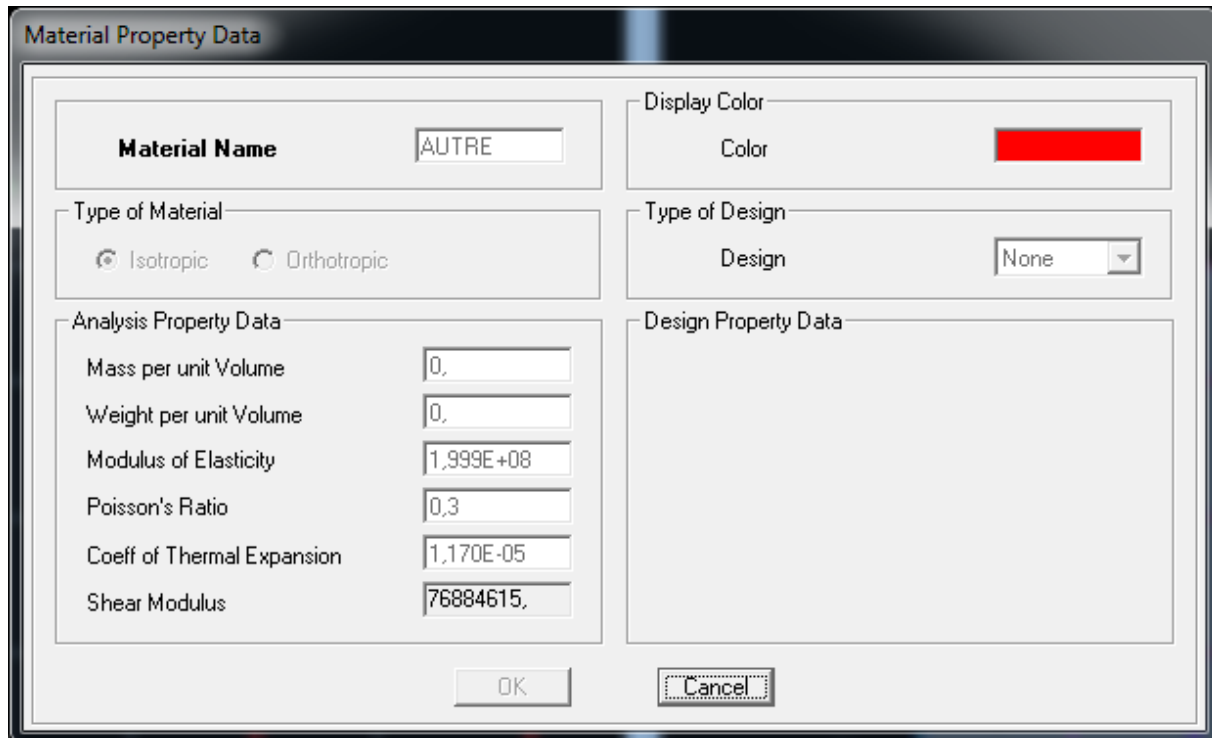 Material Property Data
Material Name AUTRE
Display Color
Color
Type of Material
Isotropic Orthotropic
Type of Design
Design None
Analysis Property Data
Mass per unit Volume 0,
Weight per unit Volume 0,
Modulus of Elasticity 1,999E+08
Poisson's Ratio 0,3
Coeff of Thermal Expansion 1,170E-05
Shear Modulus 76884615,
Design Property Data
OK Cancel